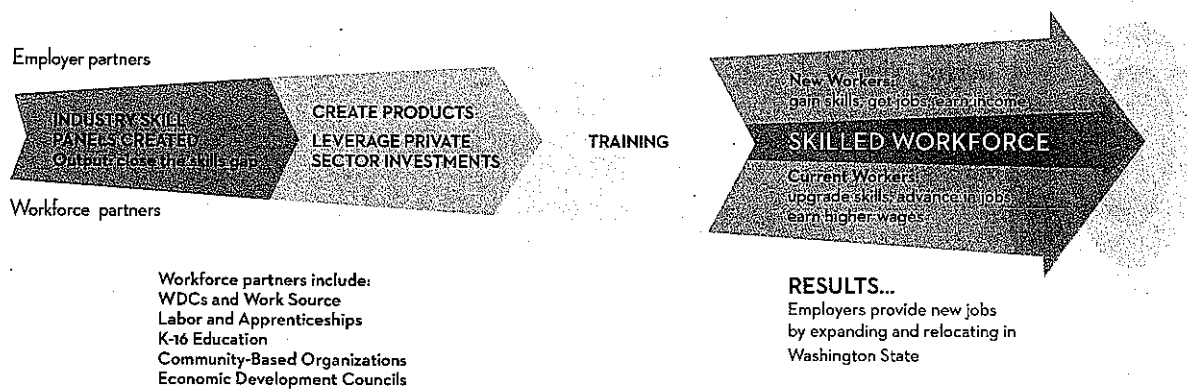 Employer partners
INDUSTRY SKILL
PANELS CREATED
Output: close the skills gap
Workforce partners
CREATE PRODUCTS
LEVERAGE PRIVATE
SECTOR INVESTMENTS
TRAINING
New Workers:
gain skills, get jobs, earn income
SKILLED WORKFORCE
Current Workers:
upgrade skills, advance in jobs,
earn higher wages
Workforce partners include:
WDCs and Work Source
Labor and Apprenticeships
K-16 Education
Community-Based Organizations
Economic Development Councils
RESULTS...
Employers provide new jobs
by expanding and relocating in
Washington State